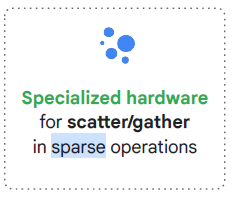 Specialized hardware
for scatter/gather
in sparse operations